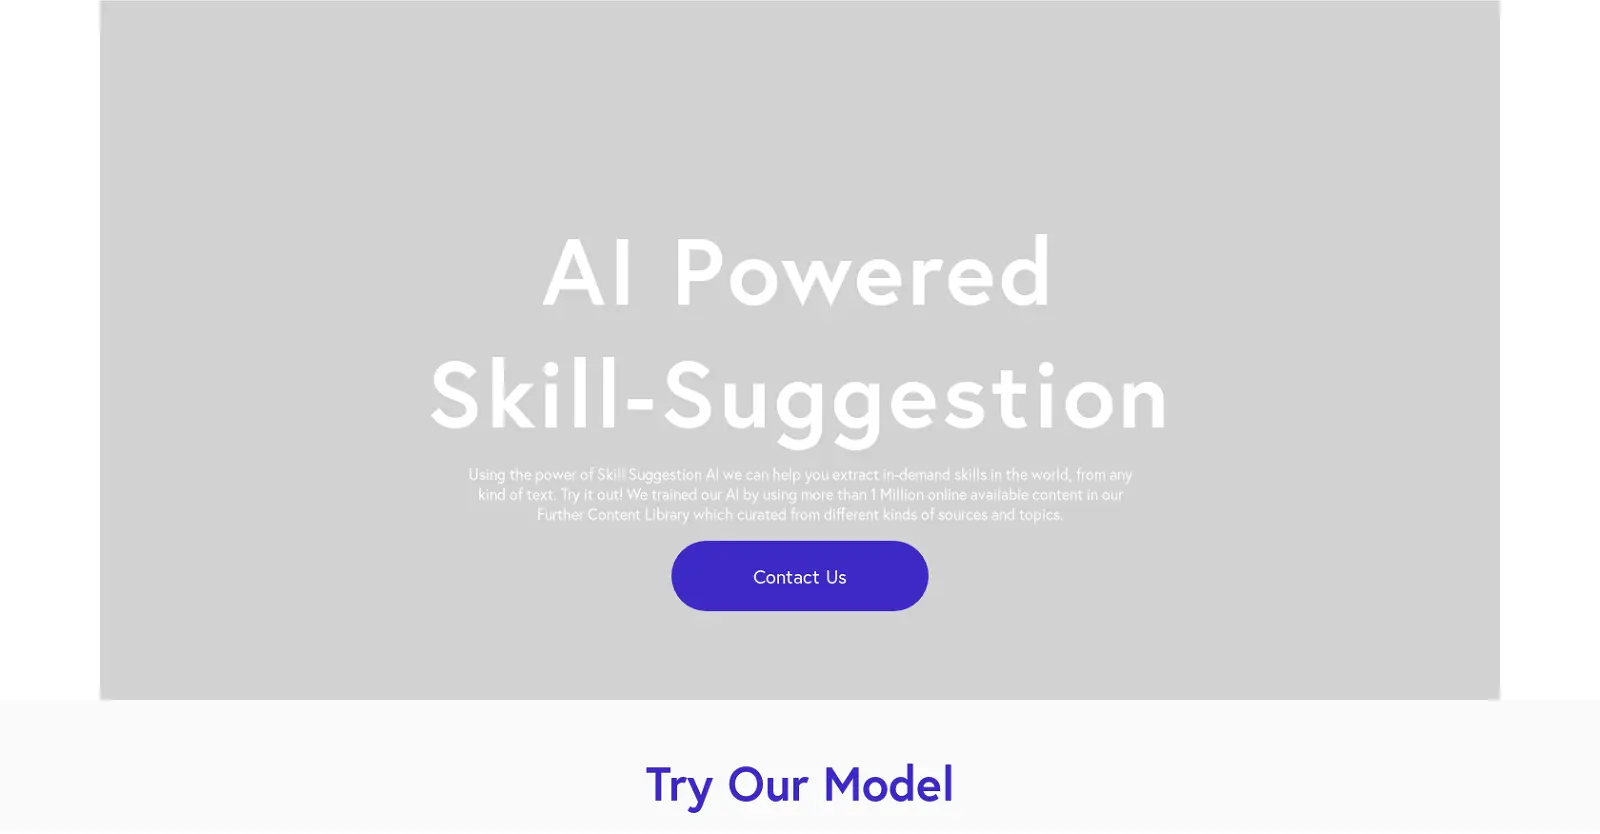 AI Powered
Skill-Suggestion
Using the power of Skill Suggestion AI we can help you extract in-demand skills in the world, from any
kind of text. Try it out! We trained our AI by using more than 1 Million online available content in our
Further Content Library which curated from different kinds of sources and topics.
Contact Us
Try Our Model